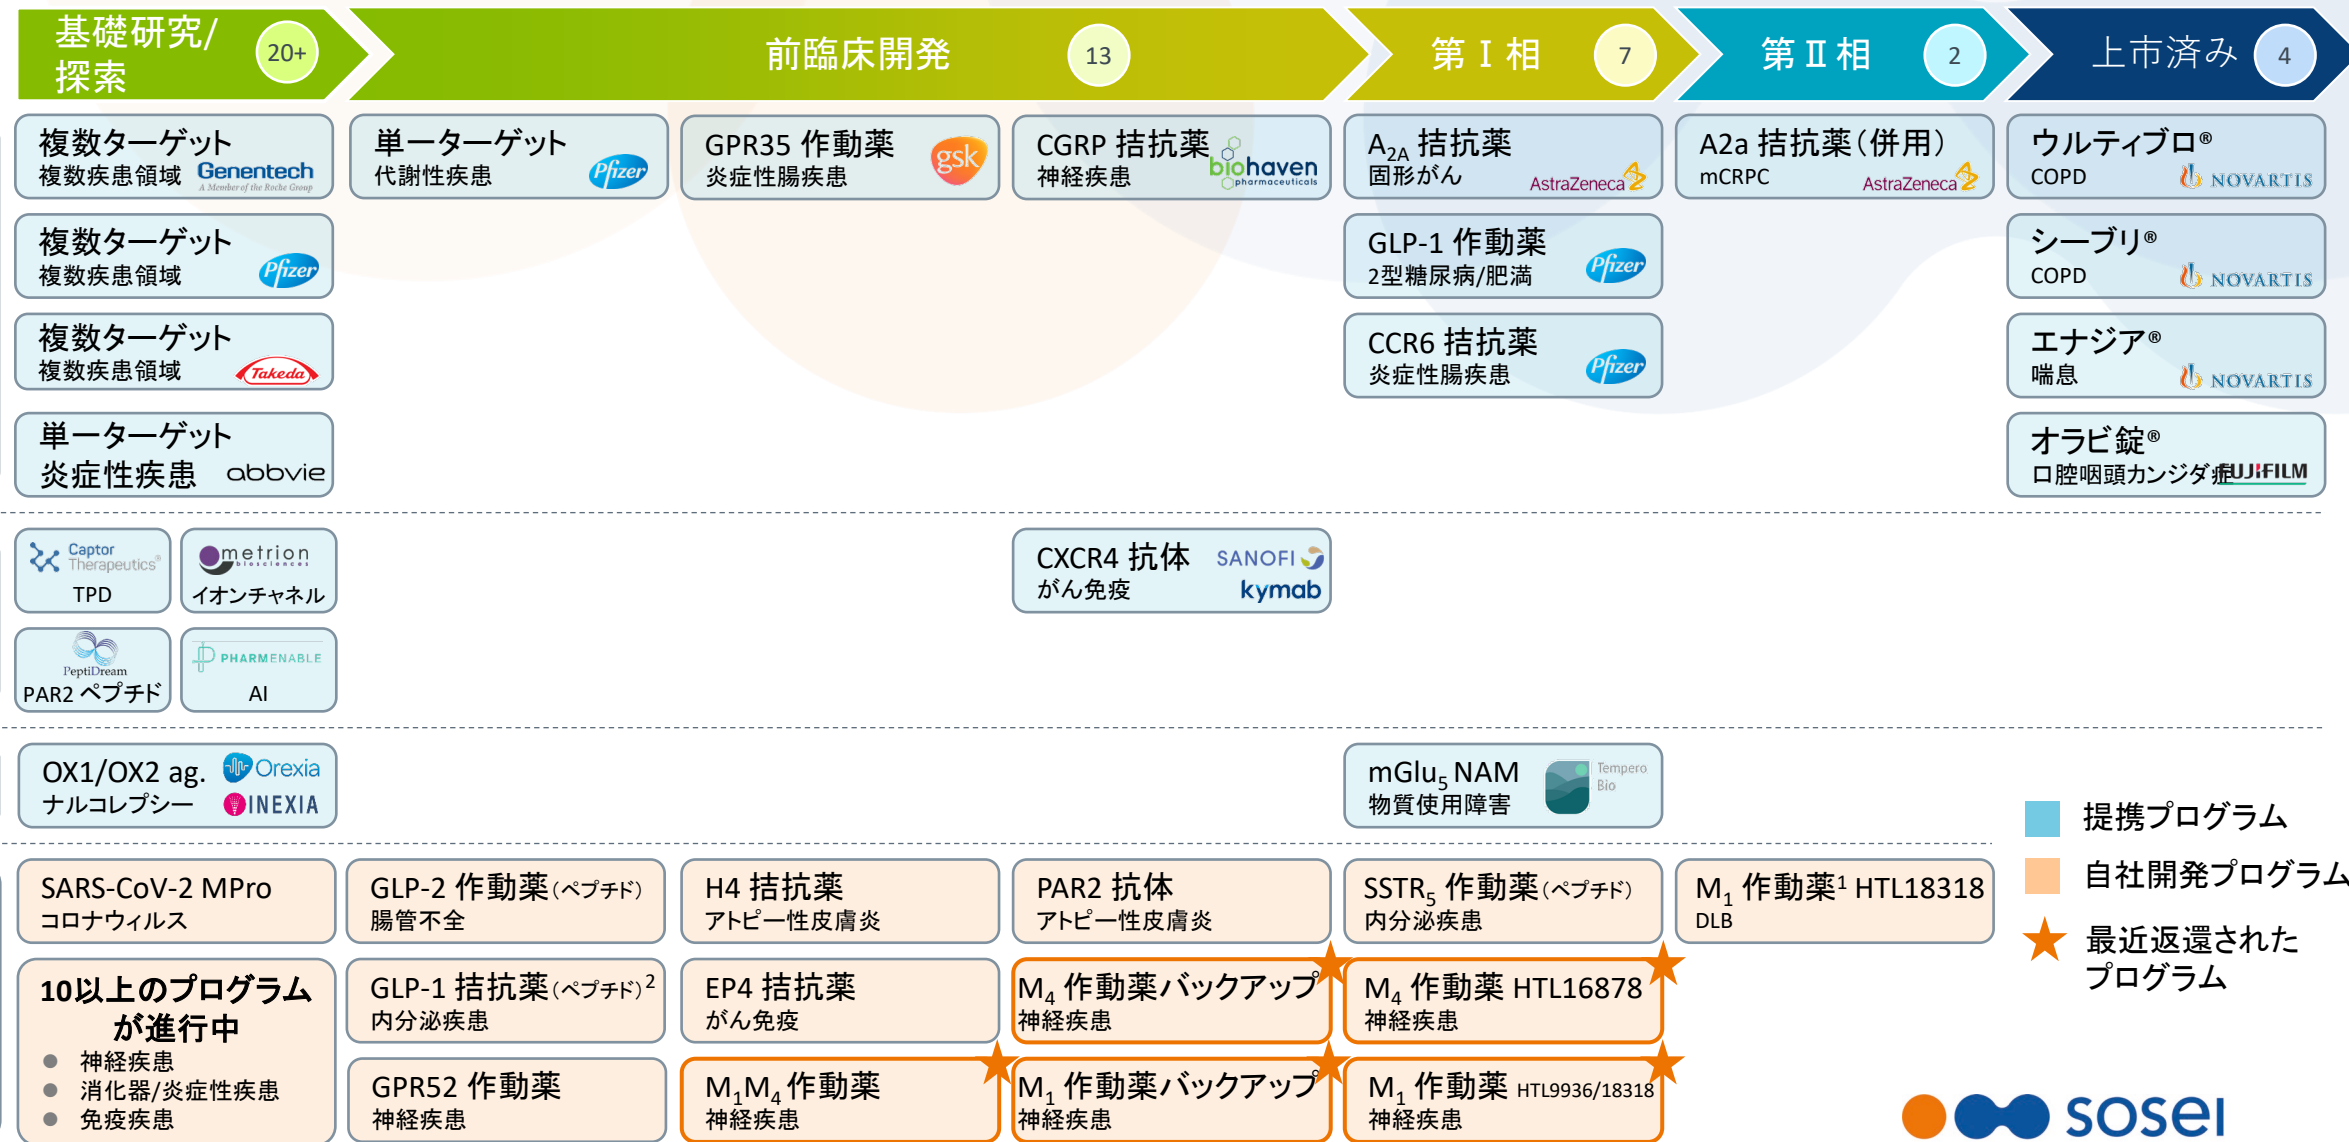 基礎研究/
探索
20+
前臨床開発
13
第Ⅰ相
7
第Ⅱ相
2
上市済み
4
複数ターゲット
複数疾患領域
Genentech
A Member of the Roche Group
単一ターゲット
代謝性疾患
Pfizer
GPR35 作動薬
炎症性腸疾患
gsk
CGRP 拮抗薬
神経疾患
biohaven
pharmaceuticals
A2A 拮抗薬
固形がん
AstraZeneca
A2a 拮抗薬（併用）
mCRPC
AstraZeneca
ウルティブロ®
COPD
NOVARTIS
複数ターゲット
複数疾患領域
Pfizer
GLP-1 作動薬
2型糖尿病/肥満
Pfizer
シーブリ®
COPD
NOVARTIS
複数ターゲット
複数疾患領域
Takeda
CCR6 拮抗薬
炎症性腸疾患
Pfizer
エナジア®
喘息
NOVARTIS
単一ターゲット
炎症性疾患
abbvie
オラビ錠®
口腔咽頭カンジダ症
FUJIFILM
Captor
Therapeutics®
TPD
metrion
biosciences
イオンチャネル
CXCR4 抗体
がん免疫
SANOFI
kymab
PeptiDream
PAR2 ペプチド
PHARMENABLE
AI
OX1/OX2 ag.
ナルコレプシー
Orexia
INEXIA
mGlu5 NAM
物質使用障害
Tempero
Bio
提携プログラム
自社開発プログラム
最近返還された
プログラム
SARS-CoV-2 MPro
コロナウィルス
GLP-2 作動薬（ペプチド）
腸管不全
H4 拮抗薬
アトピー性皮膚炎
PAR2 抗体
アトピー性皮膚炎
SSTR5 作動薬（ペプチド）
内分泌疾患
M1 作動薬1 HTL18318
DLB
10以上のプログラム
が進行中
● 神経疾患
● 消化器/炎症性疾患
● 免疫疾患
GLP-1 拮抗薬（ペプチド）2
内分泌疾患
EP4 拮抗薬
がん免疫
M4 作動薬バックアップ
神経疾患
M4 作動薬 HTL16878
神経疾患
GPR52 作動薬
神経疾患
M1M4 作動薬
神経疾患
M1 作動薬バックアップ
神経疾患
M1 作動薬 HTL9936/18318
神経疾患
sosei